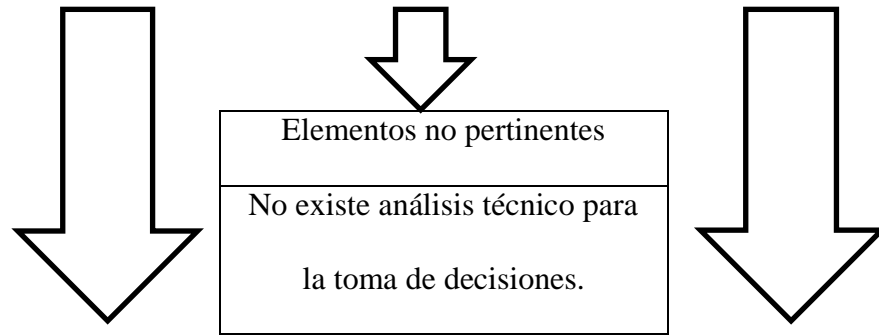 Elementos no pertinentes
No existe análisis técnico para
la toma de decisiones.